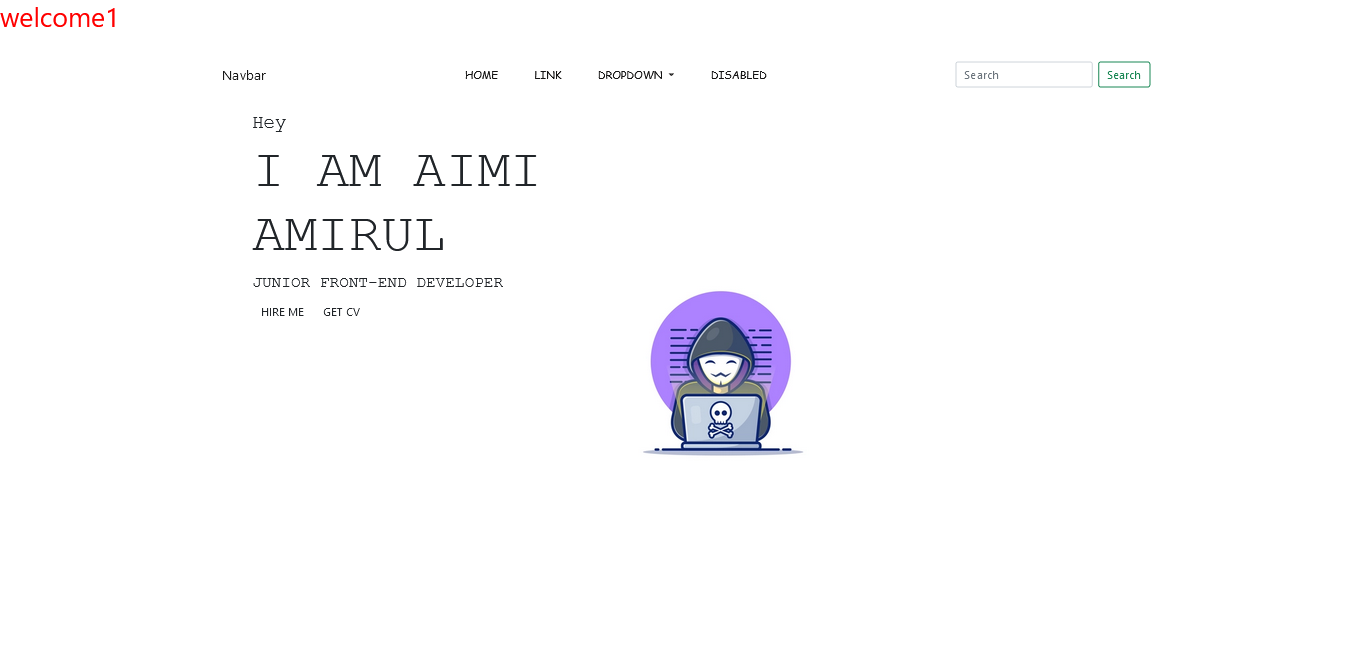 welcome1
Navbar HOME LINK DROPDOWN DISABLED Search Search
Hey
I AM AIMI
AMIRUL
JUNIOR FRONT-END DEVELOPER
HIRE ME GET CV